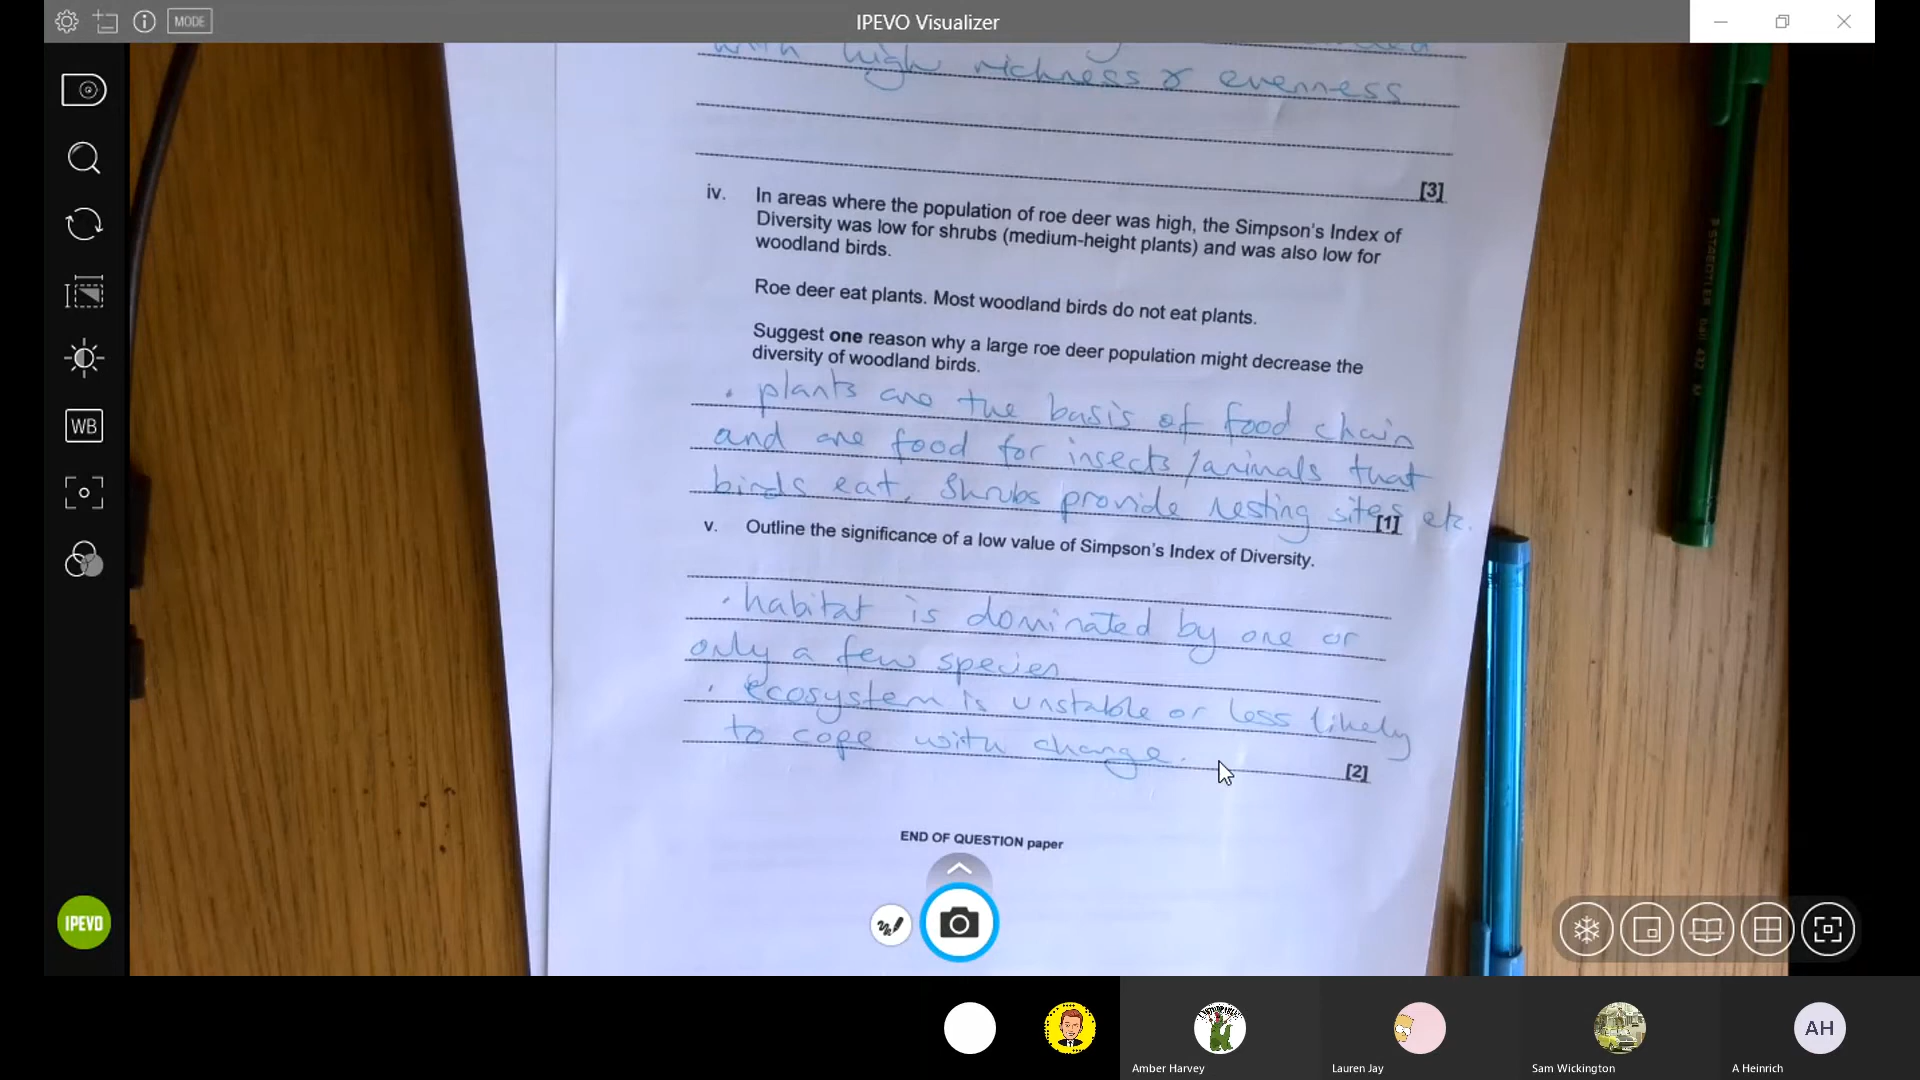 MODE
IPEVO Visualizer
with high richness & evenness
[3]
iv. In areas where the population of roe deer was high, the Simpson's Index of
Diversity was low for shrubs (medium-height plants) and was also low for
woodland birds.
Roe deer eat plants. Most woodland birds do not eat plants.
Suggest one reason why a large roe deer population might decrease the
diversity of woodland birds.
. plants are the basis of food chain
and are food for insects/animals that
birds eat. Shrubs provide nesting sites etc.
[1]
v. Outline the significance of a low value of Simpson's Index of Diversity.
. habitat is dominated by one or
only a few species
. ecosystem is unstable or less likely
to cope with change.
[2]
END OF QUESTION paper
WB
IPEVO
STAEDTLER
432 M
AH
Amber Harvey
Lauren Jay
Sam Wickington
A Heinrich